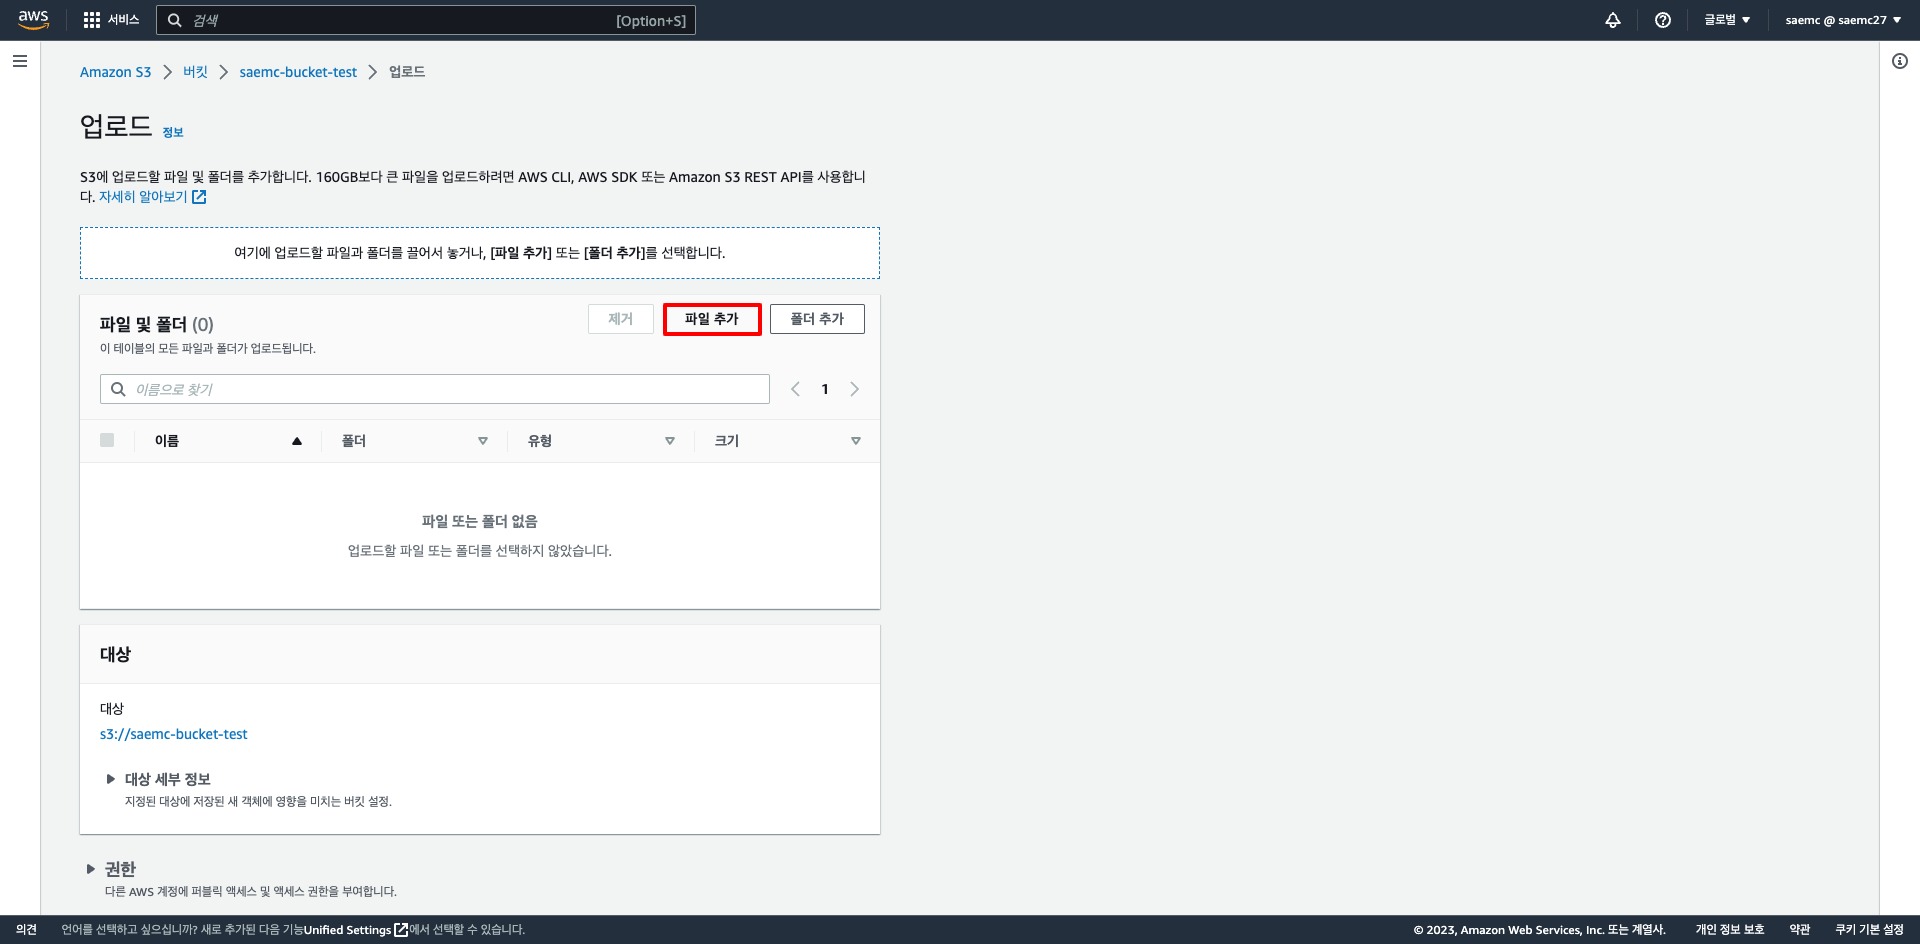 aws
서비스
검색
[Option+S]
글로벌
saemc @ saemc27
Amazon S3
버킷
saemc-bucket-test
업로드
업로드
정보
S3에 업로드할 파일 및 폴더를 추가합니다. 160GB보다 큰 파일을 업로드하려면 AWS CLI, AWS SDK 또는 Amazon S3 REST API를 사용합니
다. 자세히 알아보기
여기에 업로드할 파일과 폴더를 끌어서 놓거나, [파일 추가] 또는 [폴더 추가]를 선택합니다.
파일 및 폴더 (0)
제거
파일 추가
폴더 추가
이 테이블의 모든 파일과 폴더가 업로드됩니다.
이름으로 찾기
1
이름
폴더
유형
크기
파일 또는 폴더 없음
업로드할 파일 또는 폴더를 선택하지 않았습니다.
대상
대상
s3://saemc-bucket-test
대상 세부 정보
지정된 대상에 저장된 새 객체에 영향을 미치는 버킷 설정.
권한
다른 AWS 계정에 퍼블릭 액세스 및 액세스 권한을 부여합니다.
의견
언어를 선택하고 싶으십니까? 새로 추가된 다음 기능Unified Settings에서 선택할 수 있습니다.
© 2023, Amazon Web Services, Inc. 또는 계열사.
개인 정보 보호
약관
쿠키 기본 설정